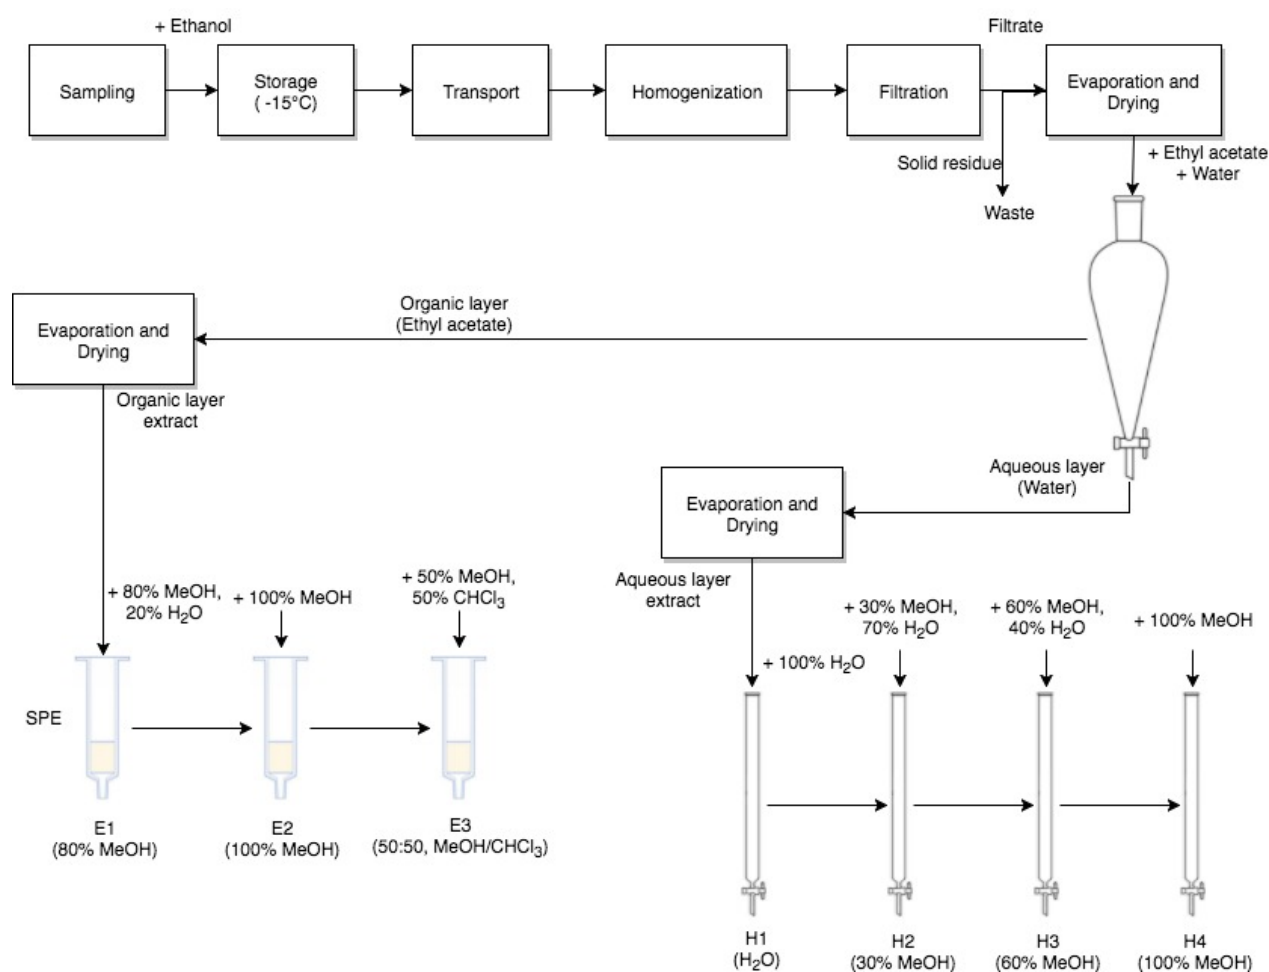 + Ethanol
Filtrate
Sampling
Storage
( -15°C)
Transport
Homogenization
Filtration
Evaporation and
Drying
Solid residue
Waste
+ Ethyl acetate
+ Water
Organic layer
(Ethyl acetate)
Evaporation and
Drying
Organic layer
extract
Aqueous layer
(Water)
Evaporation and
Drying
Aqueous layer
extract
+ 80% MeOH,
20% H₂O
+ 100% MeOH
+ 50% MeOH,
50% CHCl₃
+ 100% H₂O
+ 30% MeOH,
70% H₂O
+ 60% MeOH,
40% H₂O
+ 100% MeOH
SPE
E1
(80% MeOH)
E2
(100% MeOH)
E3
(50:50, MeOH/CHCl₃)
H1
(H₂O)
H2
(30% MeOH)
H3
(60% MeOH)
H4
(100% MeOH)